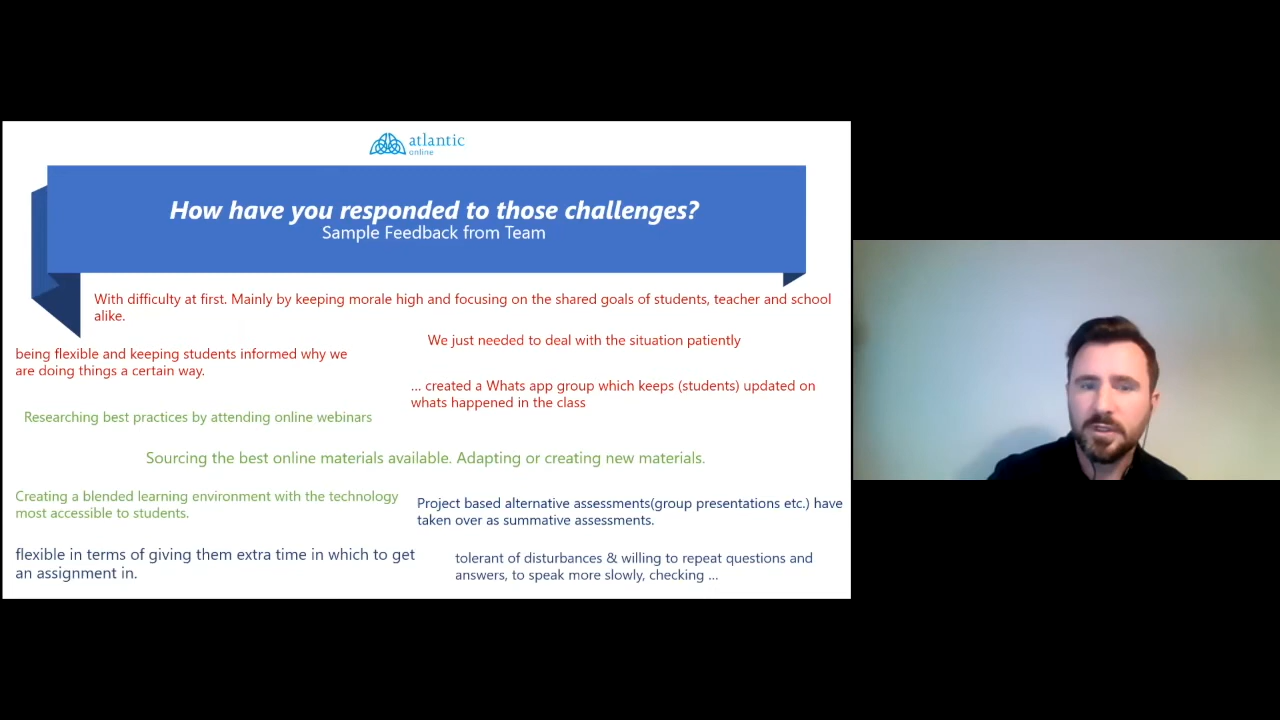 atlantic
online
How have you responded to those challenges?
Sample Feedback from Team
With difficulty at first. Mainly by keeping morale high and focusing on the shared goals of students, teacher and school
alike.
We just needed to deal with the situation patiently
being flexible and keeping students informed why we
are doing things a certain way.
... created a Whats app group which keeps (students) updated on
whats happened in the class
Researching best practices by attending online webinars
Sourcing the best online materials available. Adapting or creating new materials.
Creating a blended learning environment with the technology
most accessible to students.
Project based alternative assessments(group presentations etc.) have
taken over as summative assessments.
flexible in terms of giving them extra time in which to get
an assignment in.
tolerant of disturbances & willing to repeat questions and
answers, to speak more slowly, checking ...